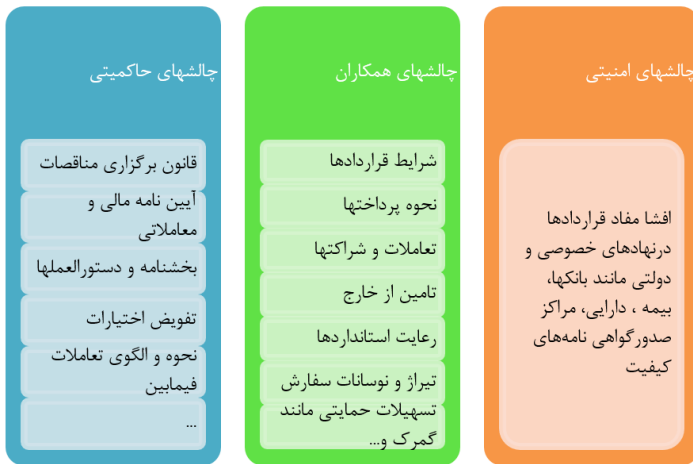 چالشهای امنیتی
افشا مفاد قراردادها
درنهادهای خصوصی و
دولتی مانند بانکها،
بیمه ، دارایی، مراکز
صدورگواهی نامه‌های
کیفیت
چالشهای همکاران
شرایط قراردادها
نحوه پرداختها
تعاملات و شراکتها
تامین از خارج
رعایت استانداردها
تیراژ و نوسانات سفارش
تسهیلات حمایتی مانند
گمرک و...
چالشهای حاکمیتی
قانون برگزاری مناقصات
آیین نامه مالی و
معاملاتی
بخشنامه و دستورالعملها
تفویض اختیارات
نحوه و الگوی تعاملات
فیمابین
...